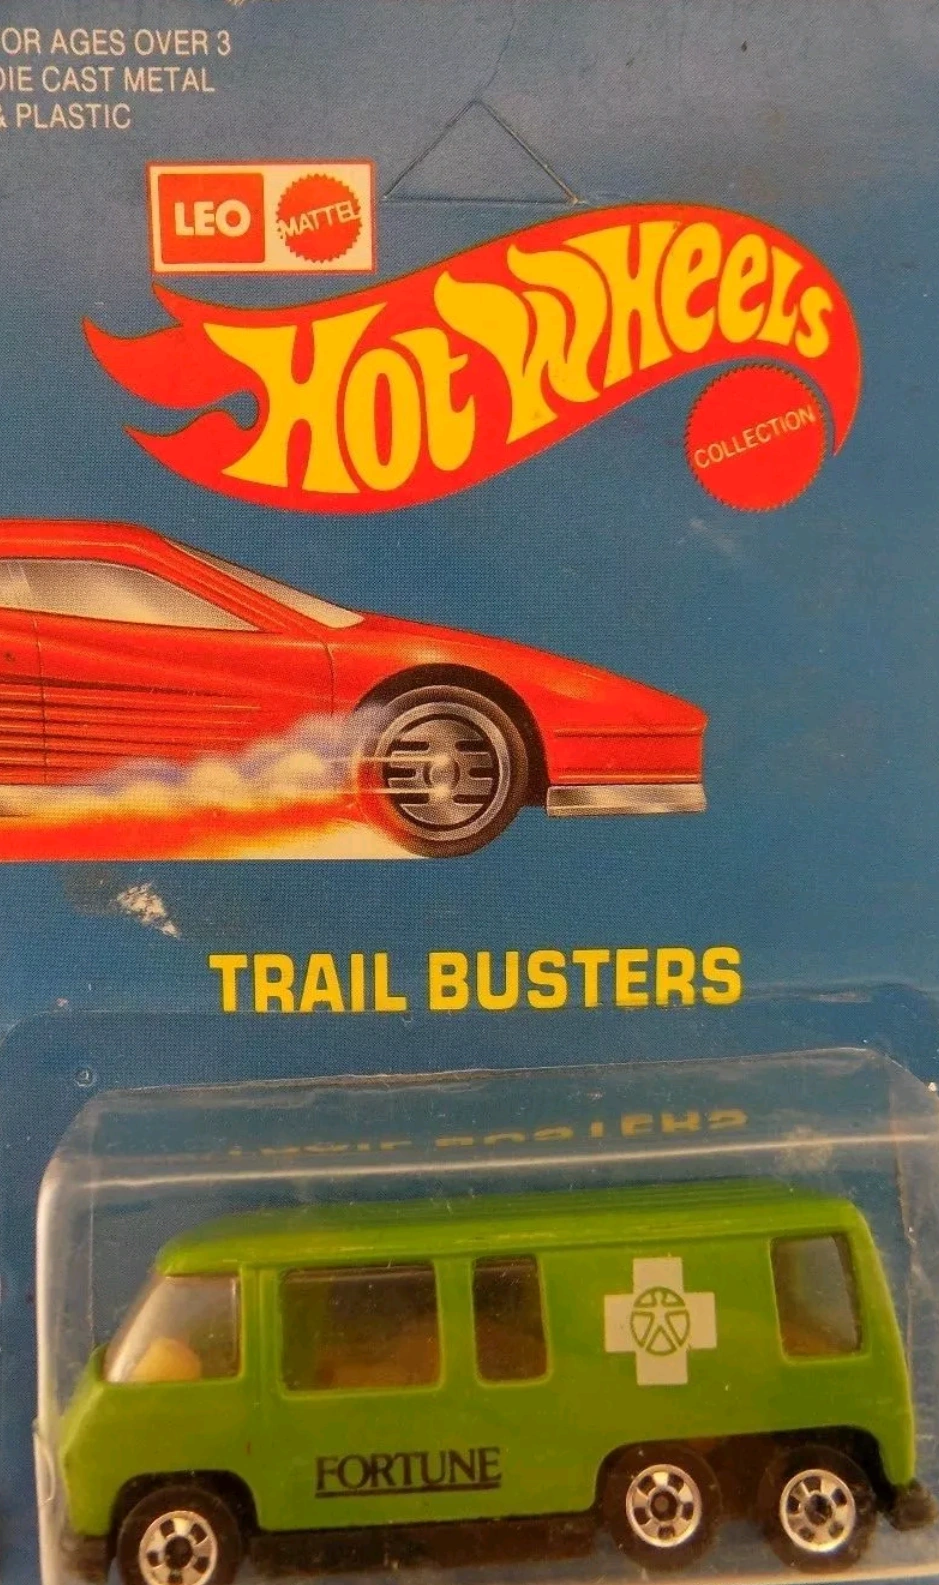 OR AGES OVER 3
DIE CAST METAL
& PLASTIC
LEO
MATTEL
HOT WHEELS
COLLECTION
TRAIL BUSTERS
FORTUNE